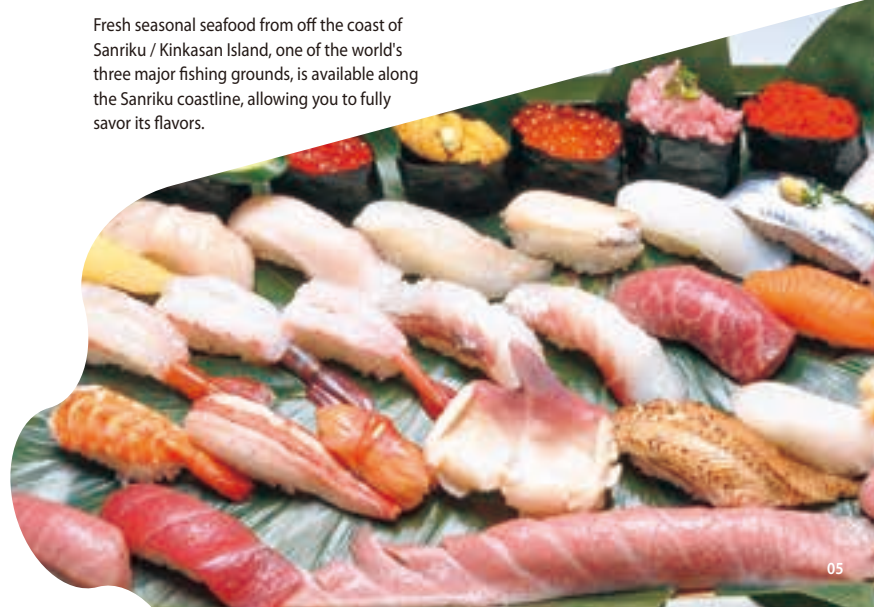 Fresh seasonal seafood from off the coast of
Sanriku / Kinkasan Island, one of the world's
three major fishing grounds, is available along
the Sanriku coastline, allowing you to fully
savor its flavors.
05